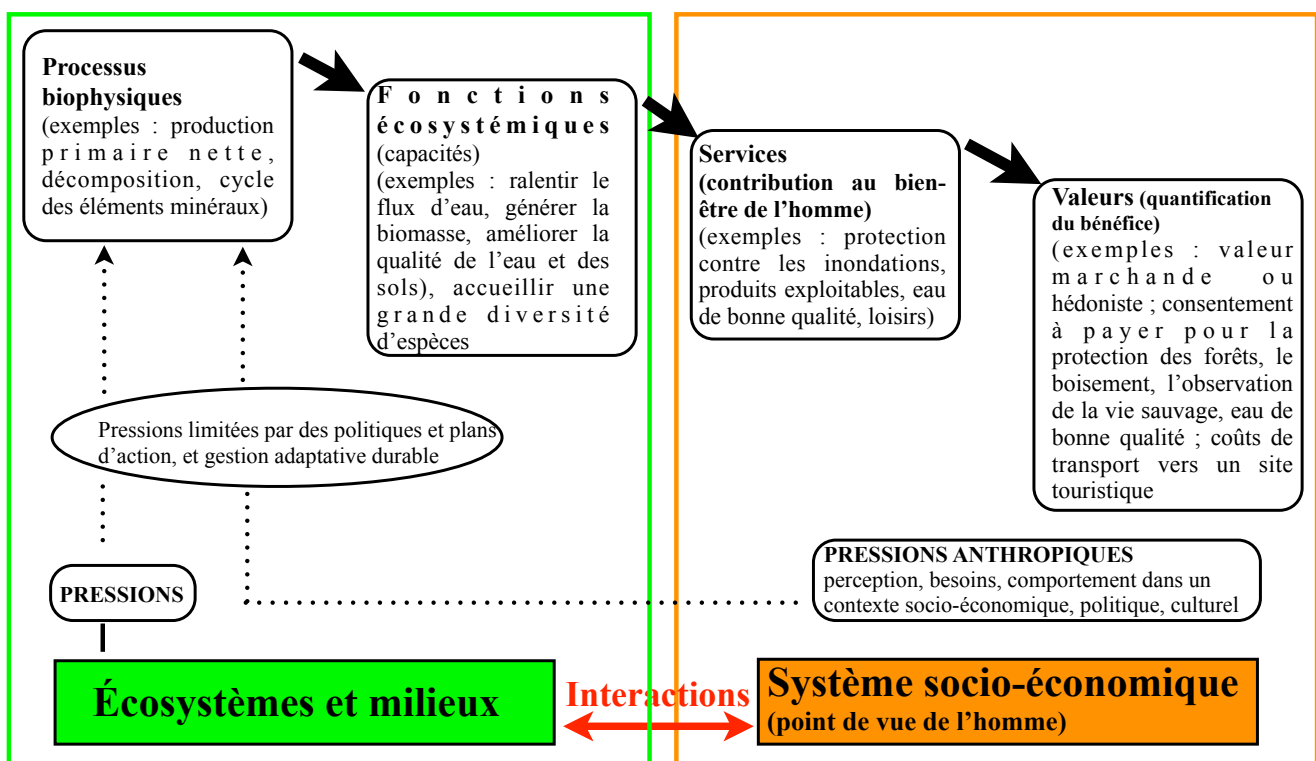 Processus
biophysiques
(exemples : production
primaire nette,
décomposition, cycle
des éléments minéraux)
Fonctions
écosystémiques
(capacités)
(exemples : ralentir le
flux d'eau, générer la
biomasse, améliorer la
qualité de l'eau et des
sols), accueillir une
grande diversité
d'espèces
Services
(contribution au bien-
être de l'homme)
(exemples : protection
contre les inondations,
produits exploitables, eau
de bonne qualité, loisirs)
Valeurs (quantification
du bénéfice)
(exemples : valeur
marchande ou
hédoniste ; consentement
à payer pour la
protection des forêts, le
boisement, l'observation
de la vie sauvage, eau de
bonne qualité ; coûts de
transport vers un site
touristique
Pressions limitées par des politiques et plans
d'action, et gestion adaptative durable
PRESSIONS
PRESSIONS ANTHROPIQUES
perception, besoins, comportement dans un
contexte socio-économique, politique, culturel
Écosystèmes et milieux
Interactions
Système socio-économique
(point de vue de l'homme)